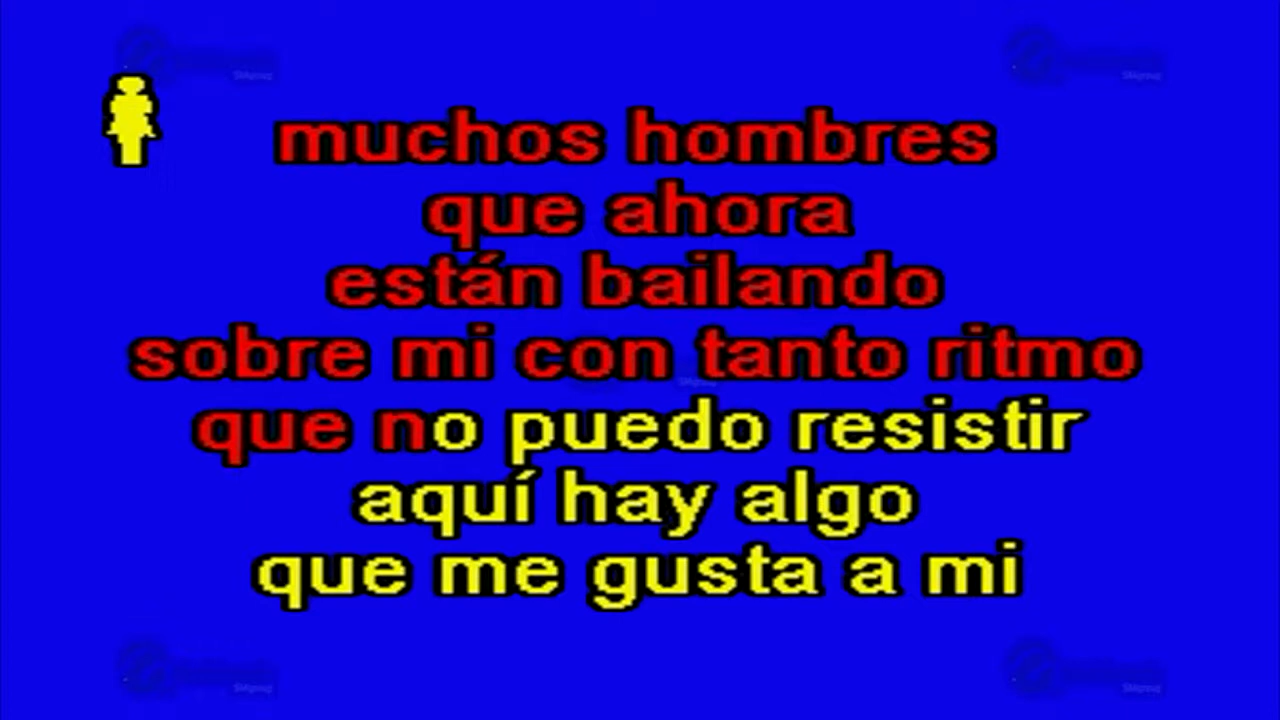 muchos hombres
que ahora
están bailando
sobre mi con tanto ritmo
que no puedo resistir
aquí hay algo
que me gusta a mi